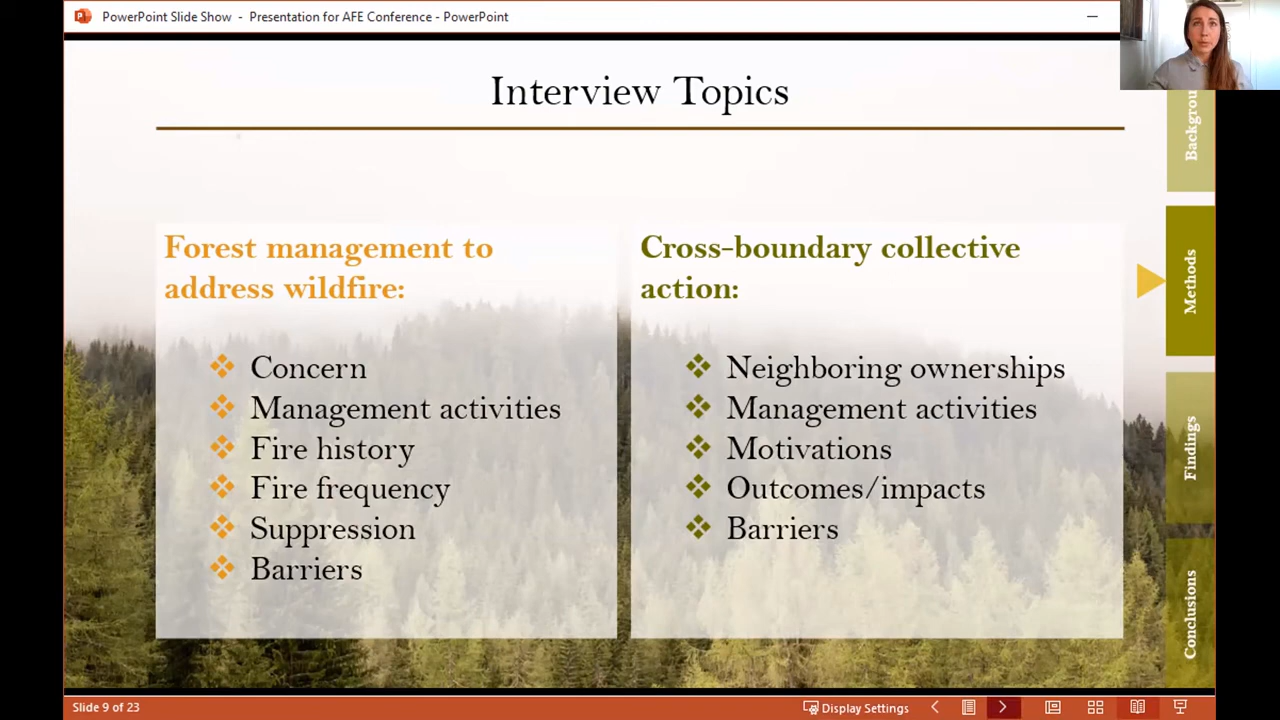 PowerPoint Slide Show - Presentation for AFE Conference - PowerPoint
Interview Topics
Forest management to
address wildfire:
Concern
Management activities
Fire history
Fire frequency
Suppression
Barriers
Cross-boundary collective
action:
Neighboring ownerships
Management activities
Motivations
Outcomes/impacts
Barriers
Methods
Findings
Conclusions
Slide 9 of 23
Display Settings